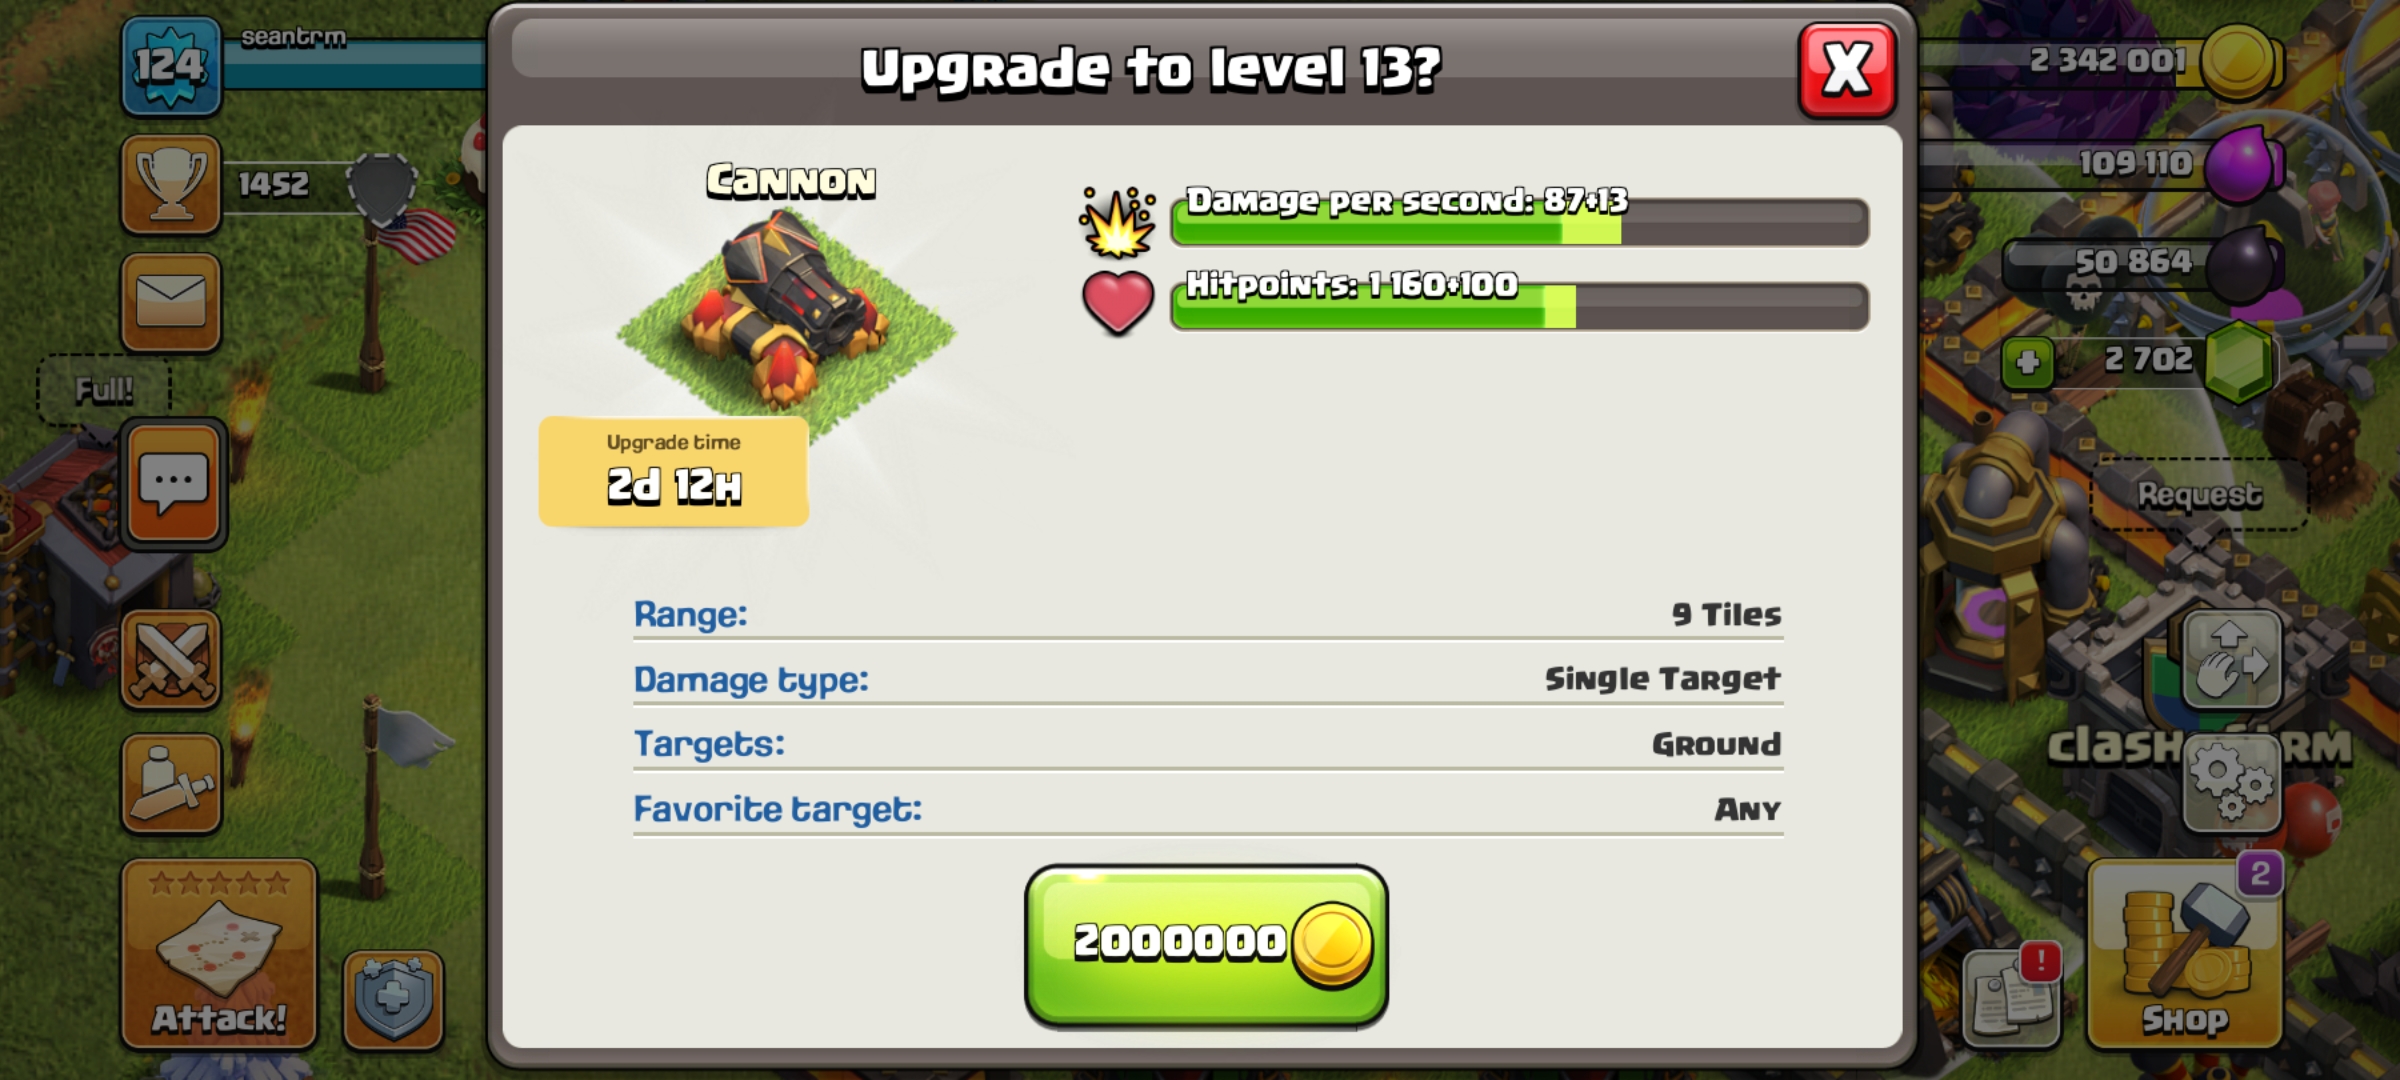 124
seantrm
Upgrade to level 13?
X
2 342 001
1452
109 110
50 864
2 702
Full!
Cannon
Damage per second: 87+13
Hitpoints: 1 160+100
Upgrade time
2d 12H
Request
Range: 9 Tiles
Damage type: Single Target
Targets: Ground
Favorite target: Any
2000000
Attack!
2
!
Shop